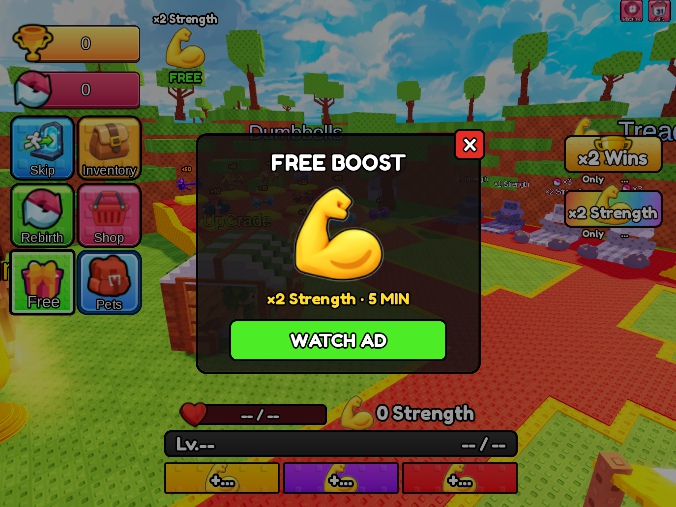 x2 Strength
FREE
0
0
Skip
Inventory
Rebirth
Shop
Free
Pets
Dumbbells
Upgrade
FREE BOOST
x2 Strength · 5 MIN
WATCH AD
x2 Wins
Only ...
x2 Strength
Only ...
-- / --
0 Strength
Lv.--
-- / --
+...
+...
+...